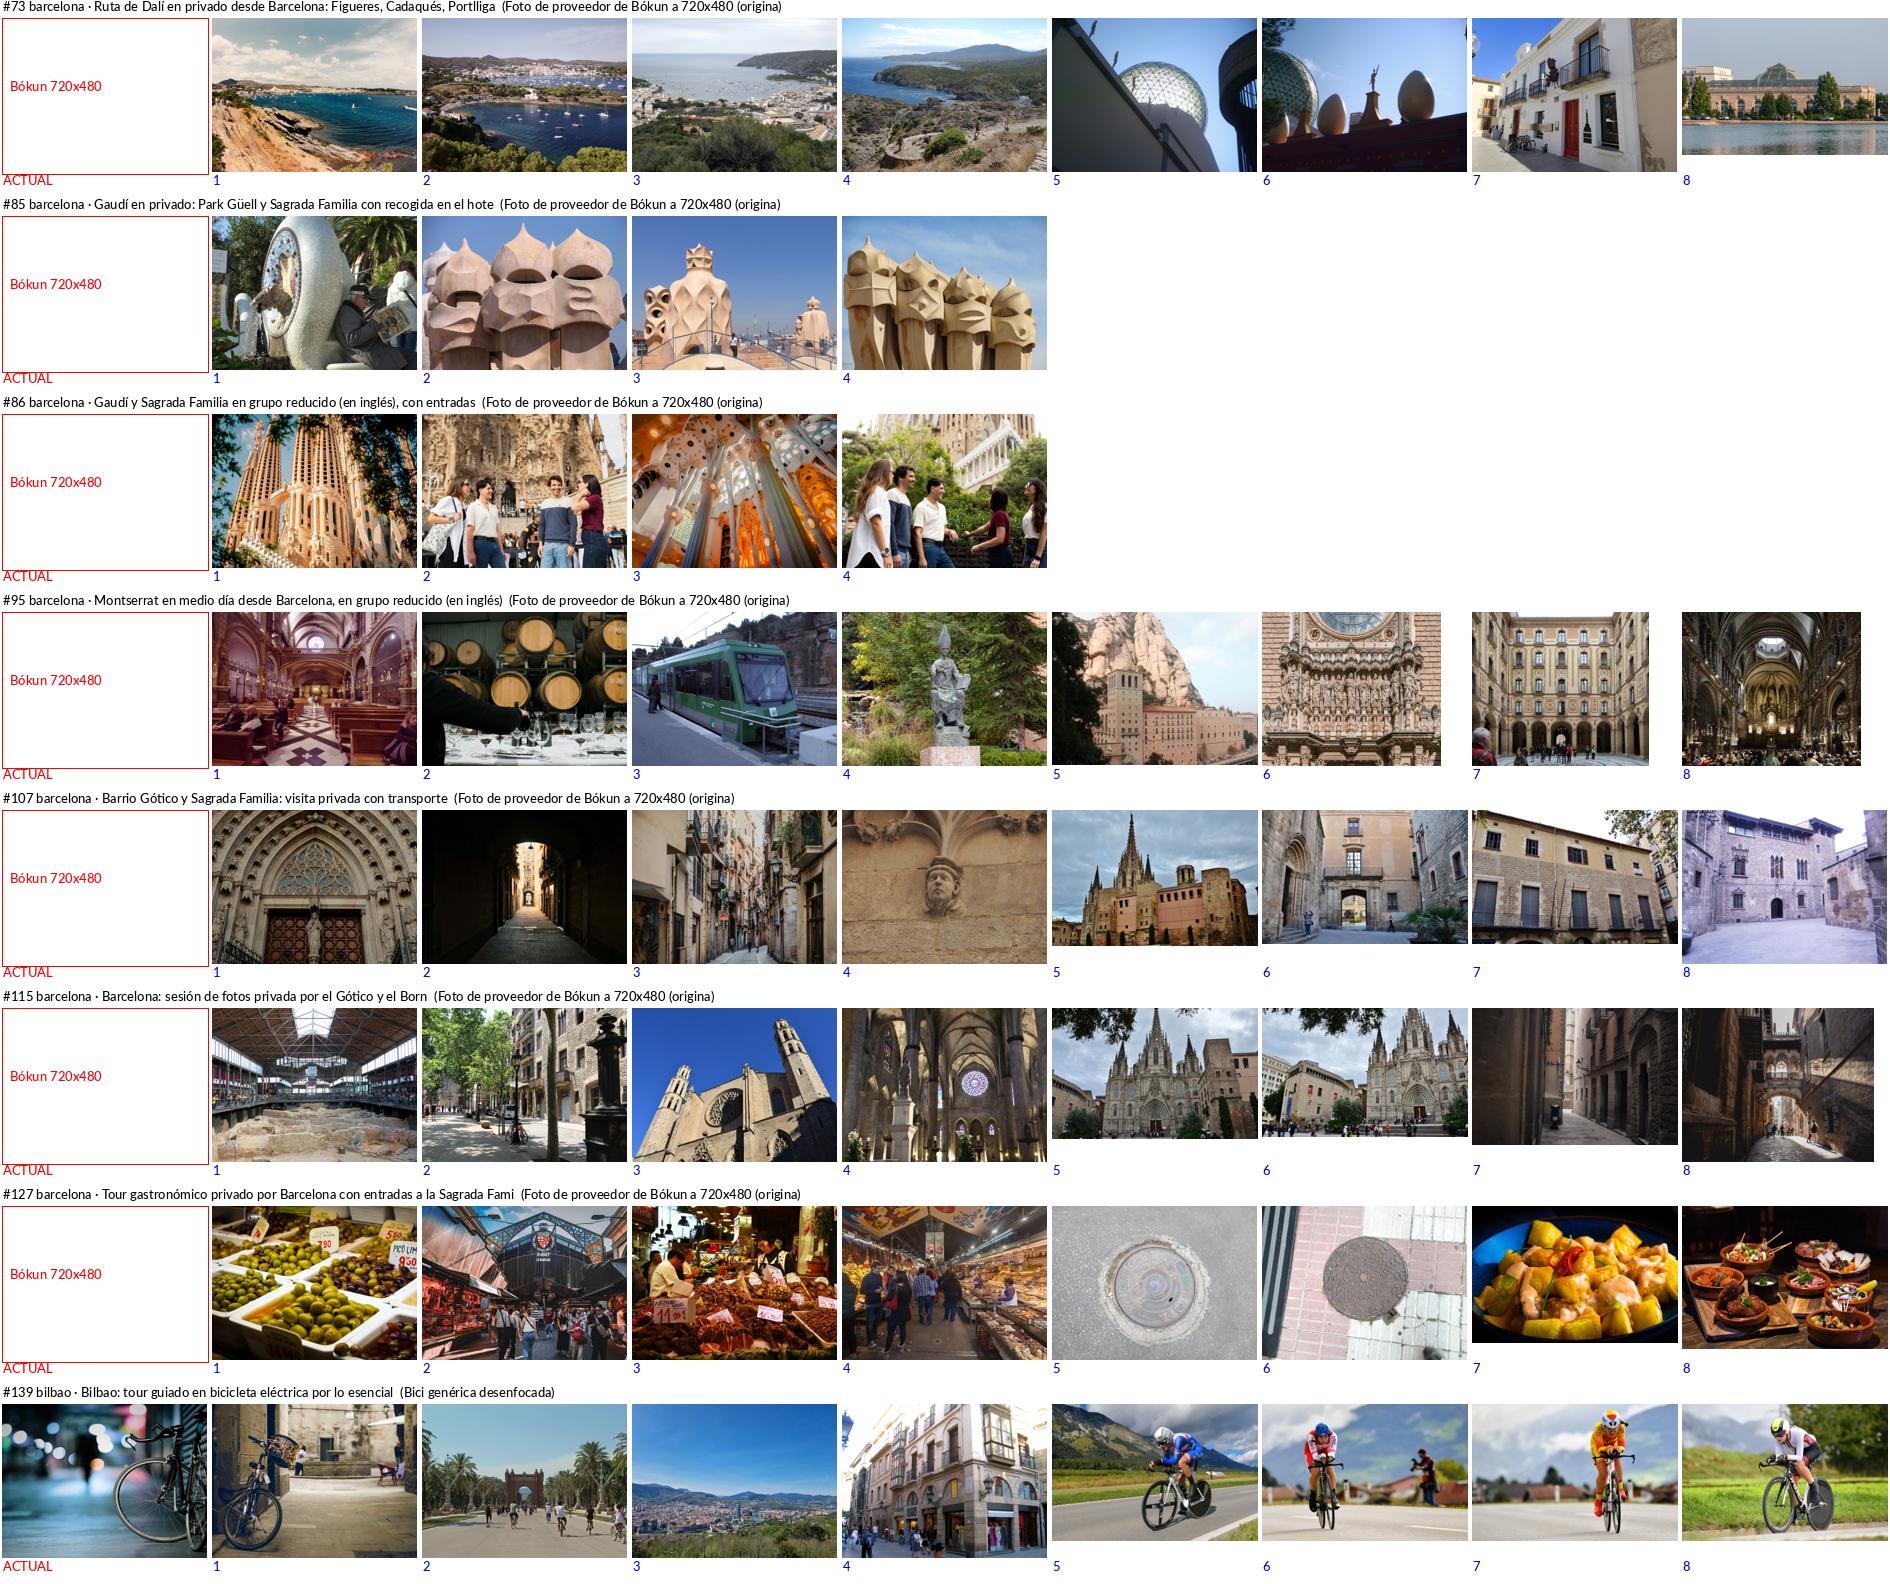 #73 barcelona · Ruta de Dalí en privado desde Barcelona: Figueres, Cadaqués, Portlliga (Foto de proveedor de Bókun a 720x480 (origina)
Bókun 720x480
ACTUAL 1 2 3 4 5 6 7 8
#85 barcelona · Gaudí en privado: Park Güell y Sagrada Familia con recogida en el hote (Foto de proveedor de Bókun a 720x480 (origina)
Bókun 720x480
ACTUAL 1 2 3 4
#86 barcelona · Gaudí y Sagrada Familia en grupo reducido (en inglés), con entradas (Foto de proveedor de Bókun a 720x480 (origina)
Bókun 720x480
ACTUAL 1 2 3 4
#95 barcelona · Montserrat en medio día desde Barcelona, en grupo reducido (en inglés) (Foto de proveedor de Bókun a 720x480 (origina)
Bókun 720x480
ACTUAL 1 2 3 4 5 6 7 8
#107 barcelona · Barrio Gótico y Sagrada Familia: visita privada con transporte (Foto de proveedor de Bókun a 720x480 (origina)
Bókun 720x480
ACTUAL 1 2 3 4 5 6 7 8
#115 barcelona · Barcelona: sesión de fotos privada por el Gótico y el Born (Foto de proveedor de Bókun a 720x480 (origina)
Bókun 720x480
ACTUAL 1 2 3 4 5 6 7 8
#127 barcelona · Tour gastronómico privado por Barcelona con entradas a la Sagrada Fami (Foto de proveedor de Bókun a 720x480 (origina)
Bókun 720x480
7,90
PICO LIM
ACTUAL 1 2 3 4 5 6 7 8
#139 bilbao · Bilbao: tour guiado en bicicleta eléctrica por lo esencial (Bici genérica desenfocada)
ACTUAL 1 2 3 4 5 6 7 8